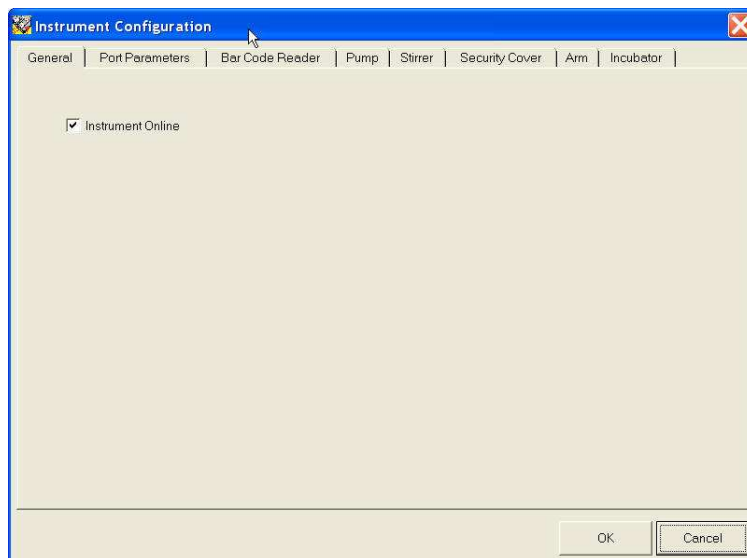 Instrument Configuration
General Port Parameters Bar Code Reader Pump Stirrer Security Cover Arm Incubator
Instrument Online
OK Cancel